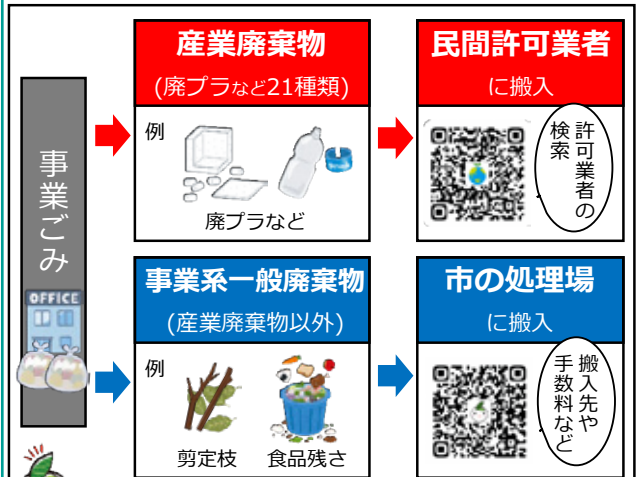 事業ごみ
OFFICE
産業廃棄物
(廃プラなど21種類)
例
廃プラなど
民間許可業者
に搬入
許可業者の
検索
事業系一般廃棄物
(産業廃棄物以外)
例
剪定枝 食品残さ
市の処理場
に搬入
搬入先や
手数料など